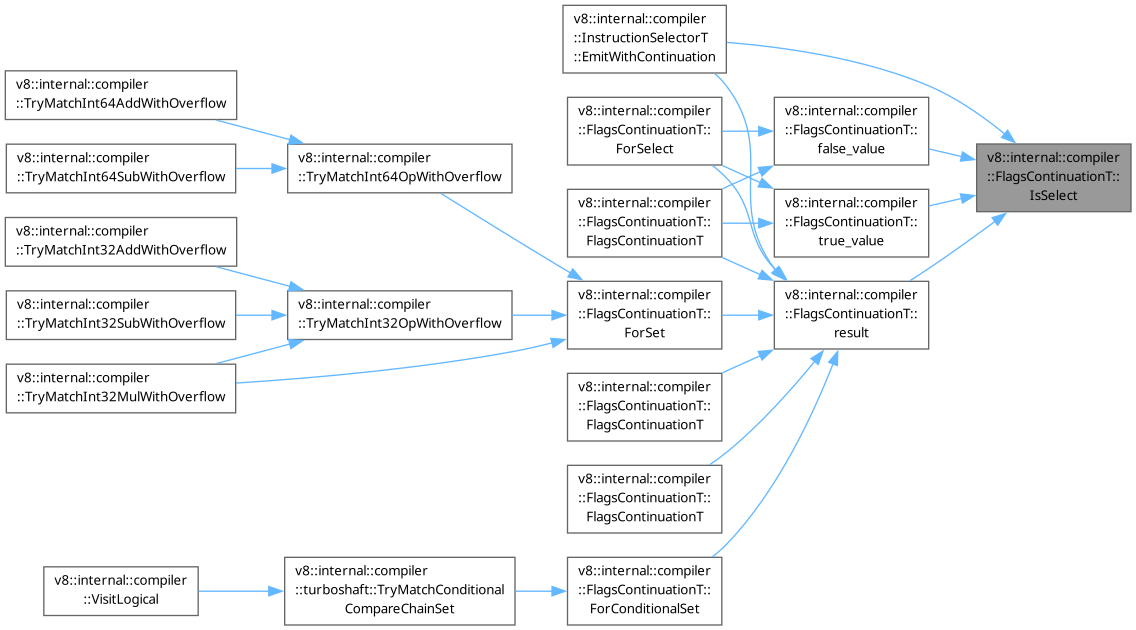 v8::internal::compiler
::InstructionSelectorT
::EmitWithContinuation
v8::internal::compiler
::TryMatchInt64AddWithOverflow
v8::internal::compiler
::FlagsContinuationT::
ForSelect
v8::internal::compiler
::FlagsContinuationT::
false_value
v8::internal::compiler
::TryMatchInt64SubWithOverflow
v8::internal::compiler
::TryMatchInt64OpWithOverflow
v8::internal::compiler
::FlagsContinuationT::
IsSelect
v8::internal::compiler
::FlagsContinuationT::
FlagsContinuationT
v8::internal::compiler
::FlagsContinuationT::
true_value
v8::internal::compiler
::TryMatchInt32AddWithOverflow
v8::internal::compiler
::TryMatchInt32SubWithOverflow
v8::internal::compiler
::TryMatchInt32OpWithOverflow
v8::internal::compiler
::FlagsContinuationT::
ForSet
v8::internal::compiler
::FlagsContinuationT::
result
v8::internal::compiler
::TryMatchInt32MulWithOverflow
v8::internal::compiler
::FlagsContinuationT::
FlagsContinuationT
v8::internal::compiler
::FlagsContinuationT::
FlagsContinuationT
v8::internal::compiler
::VisitLogical
v8::internal::compiler
::turboshaft::TryMatchConditional
CompareChainSet
v8::internal::compiler
::FlagsContinuationT::
ForConditionalSet